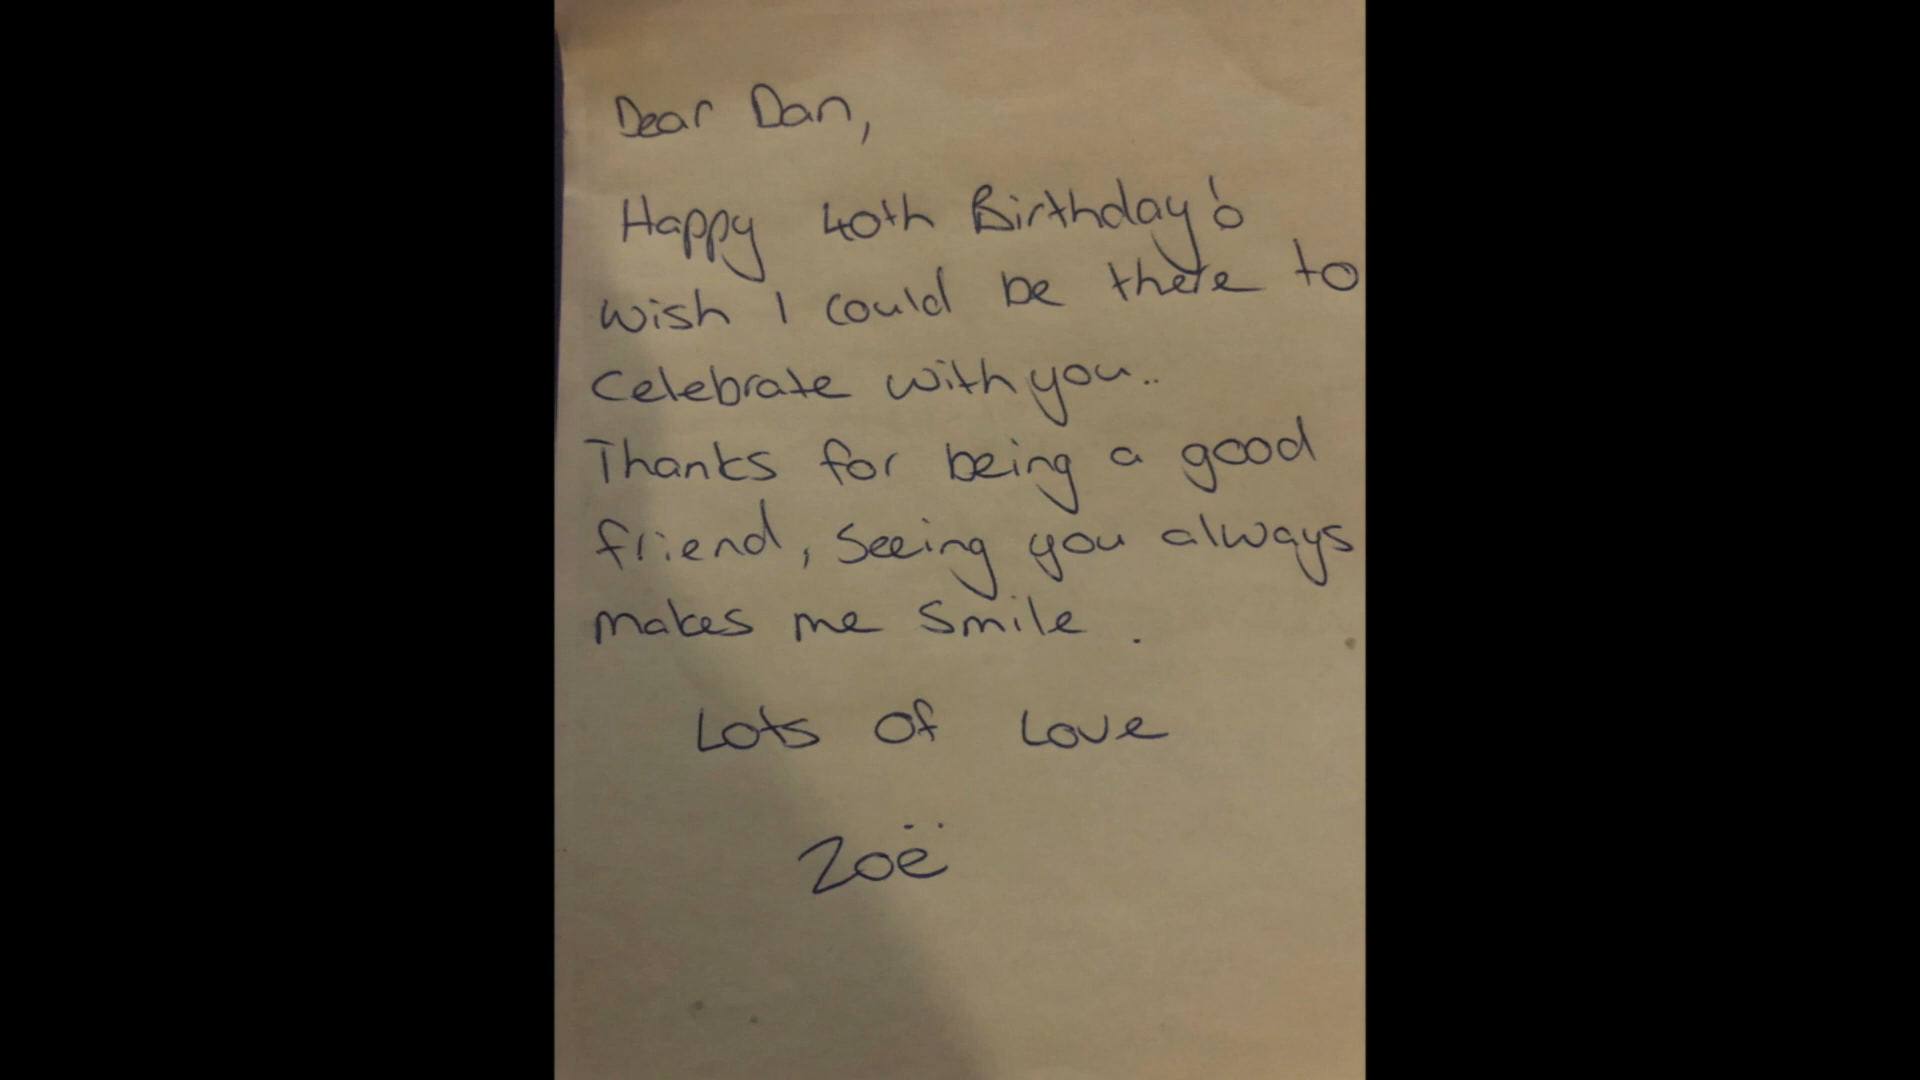 Dear Dan,
Happy 40th Birthday!
Wish I could be there to
Celebrate with you..
Thanks for being a good
friend, Seeing you always
makes me Smile.
Lots Of Love
Zoë